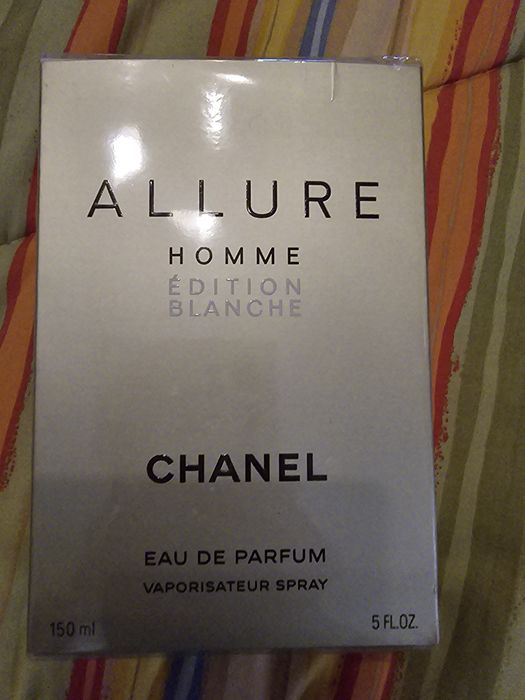 ALLURE
HOMME
ÉDITION
BLANCHE
CHANEL
EAU DE PARFUM
VAPORISATEUR SPRAY
150 ml 5 FL.OZ.